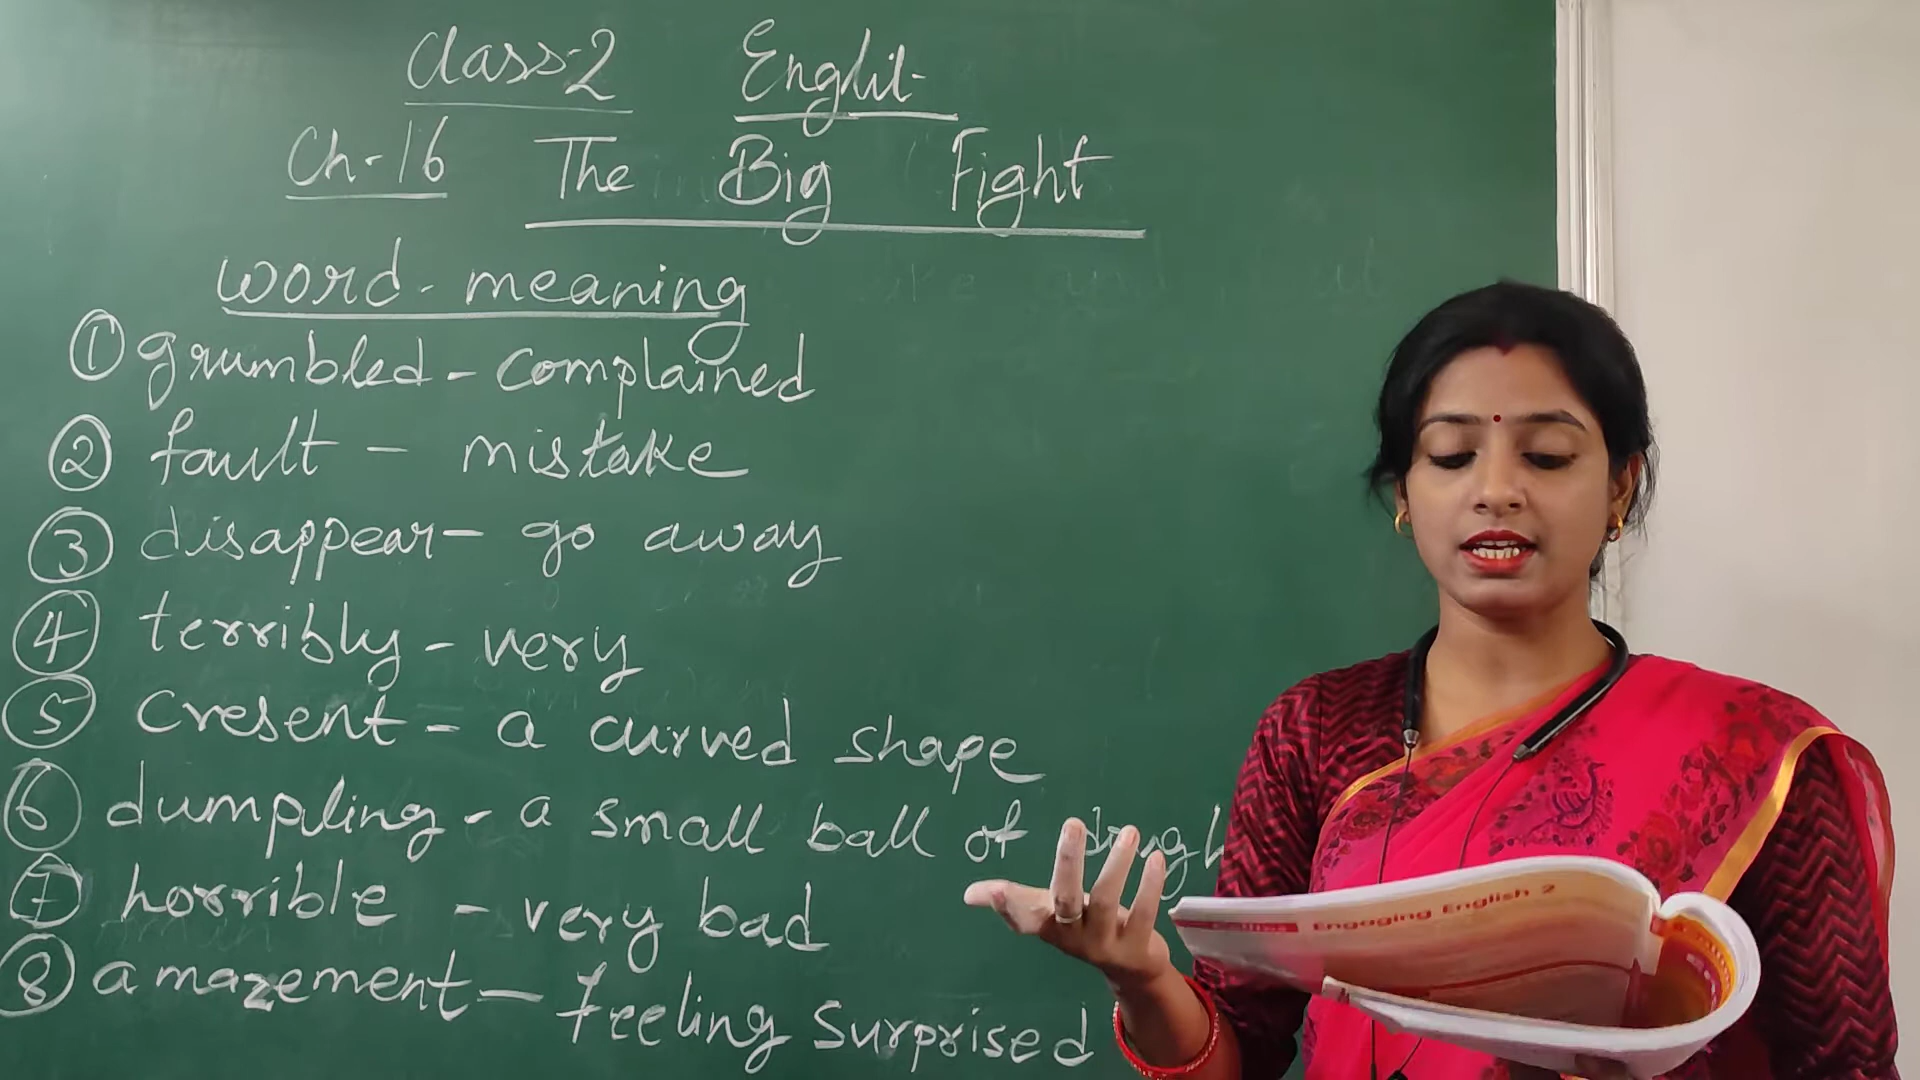 Class-2 Englit-
Ch-16 The Big Fight
word-meaning
① grumbled - complained
② fault - mistake
③ disappear - go away
④ terribly - very
⑤ cresent - a curved shape
⑥ dumpling - a small ball of
⑦ horrible - very bad
⑧ amazement - feeling surprised
Engaging English 2